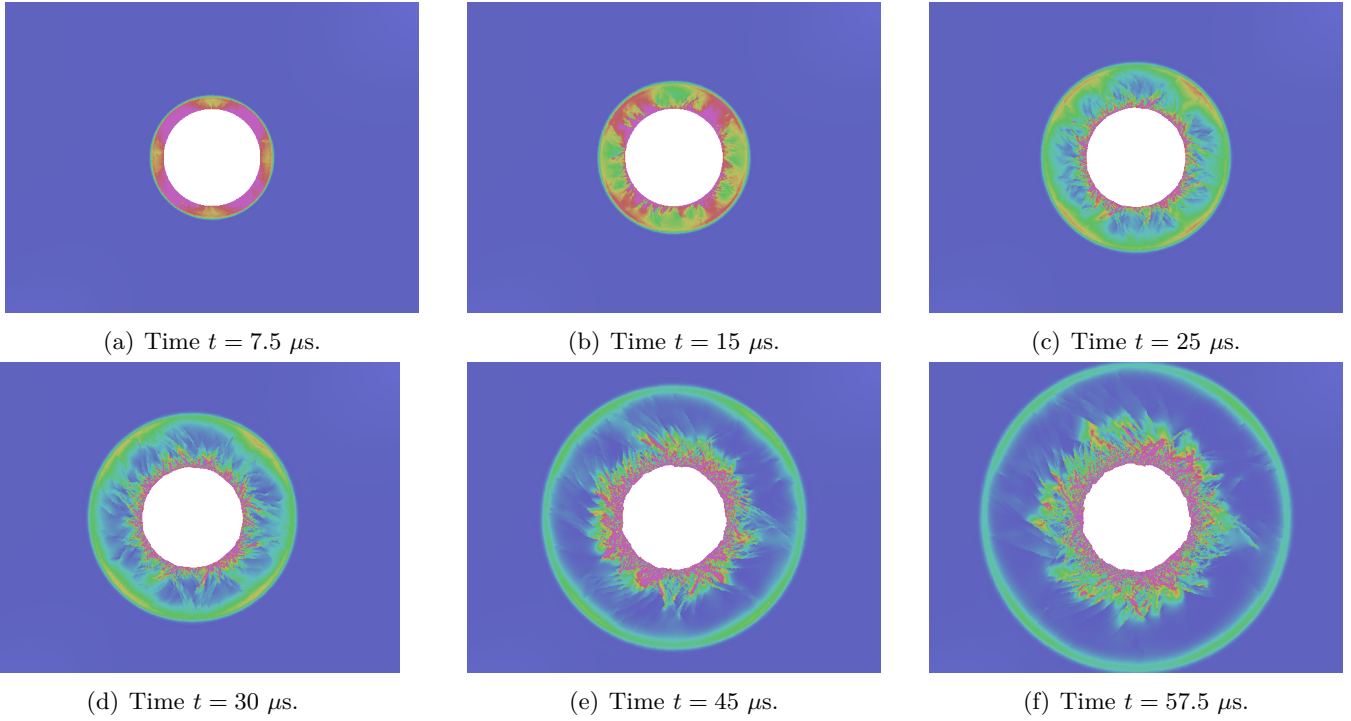 (a) Time t = 7.5 μs.
(b) Time t = 15 μs.
(c) Time t = 25 μs.
(d) Time t = 30 μs.
(e) Time t = 45 μs.
(f) Time t = 57.5 μs.